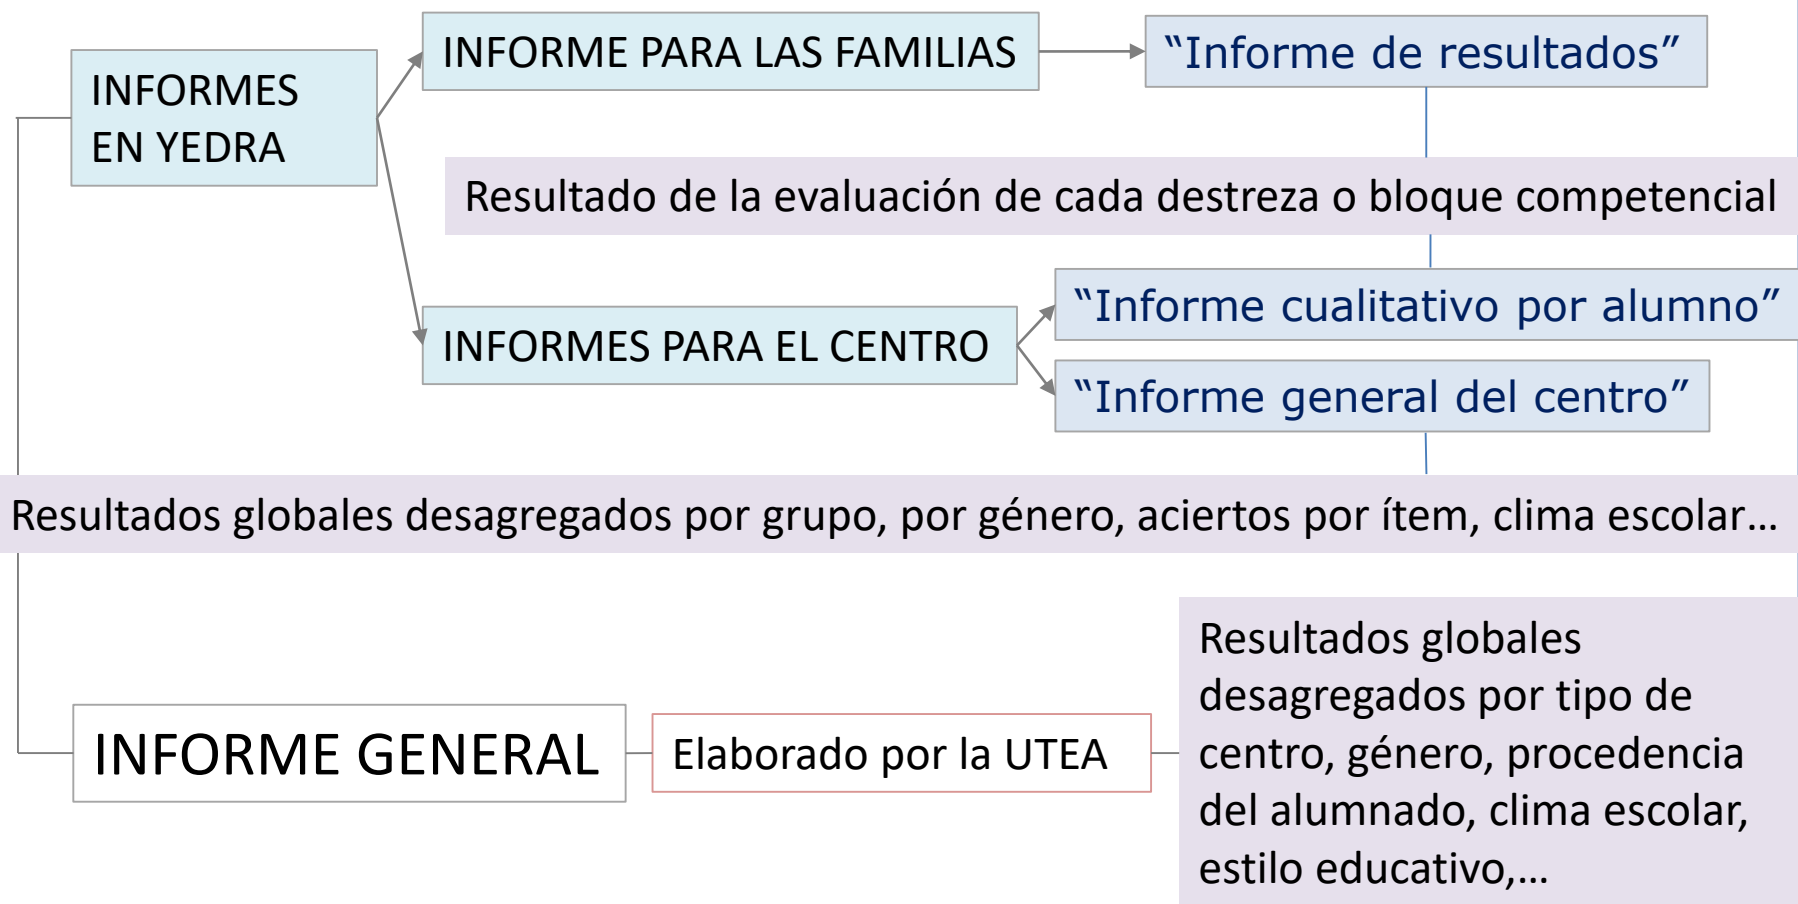 INFORME PARA LAS FAMILIAS
“Informe de resultados”
INFORMES
EN YEDRA
Resultado de la evaluación de cada destreza o bloque competencial
“Informe cualitativo por alumno”
INFORMES PARA EL CENTRO
“Informe general del centro”
Resultados globales desagregados por grupo, por género, aciertos por ítem, clima escolar…
Resultados globales
desagregados por tipo de
centro, género, procedencia
del alumnado, clima escolar,
estilo educativo,…
INFORME GENERAL
Elaborado por la UTEA